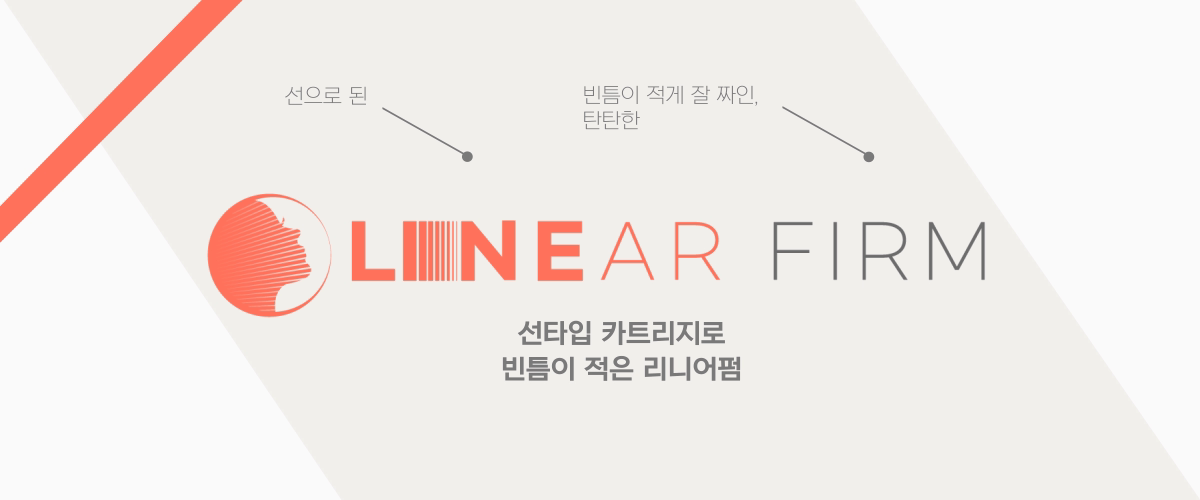 선으로 된
빈틈이 적게 잘 짜인,
탄탄한
LINEAR FIRM
선타입 카트리지로
빈틈이 적은 리니어펌